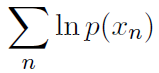 ∑ ln p(xₙ)
n